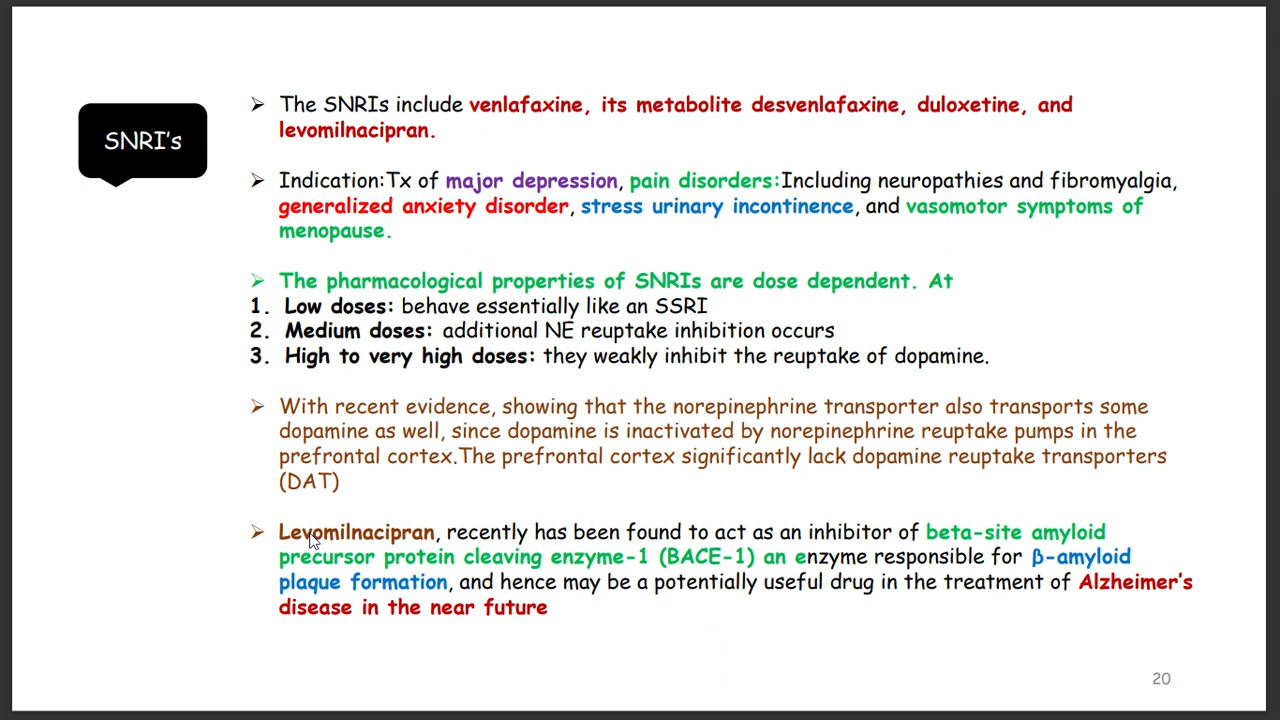 SNRI's
➢ The SNRIs include venlafaxine, its metabolite desvenlafaxine, duloxetine, and
levomilnacipran.
➢ Indication:Tx of major depression, pain disorders:Including neuropathies and fibromyalgia,
generalized anxiety disorder, stress urinary incontinence, and vasomotor symptoms of
menopause.
➢ The pharmacological properties of SNRIs are dose dependent. At
1. Low doses: behave essentially like an SSRI
2. Medium doses: additional NE reuptake inhibition occurs
3. High to very high doses: they weakly inhibit the reuptake of dopamine.
➢ With recent evidence, showing that the norepinephrine transporter also transports some
dopamine as well, since dopamine is inactivated by norepinephrine reuptake pumps in the
prefrontal cortex.The prefrontal cortex significantly lack dopamine reuptake transporters
(DAT)
➢ Levomilnacipran, recently has been found to act as an inhibitor of beta-site amyloid
precursor protein cleaving enzyme-1 (BACE-1) an enzyme responsible for β-amyloid
plaque formation, and hence may be a potentially useful drug in the treatment of Alzheimer's
disease in the near future
20